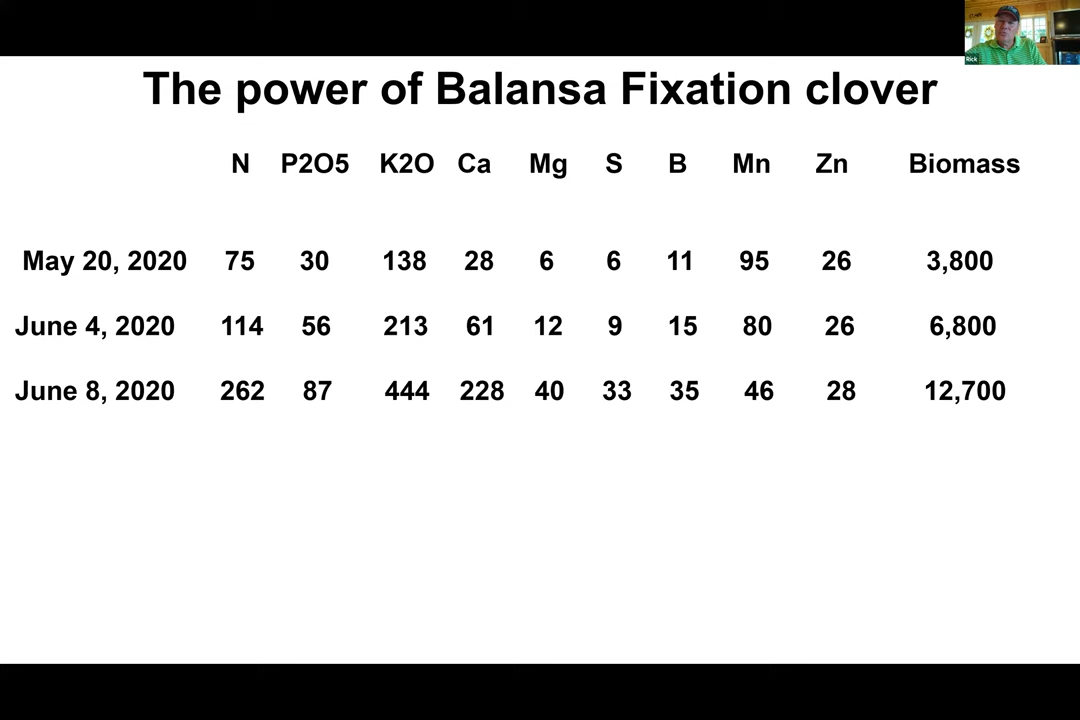 Rick
The power of Balansa Fixation clover
N P2O5 K2O Ca Mg S B Mn Zn Biomass
May 20, 2020 75 30 138 28 6 6 11 95 26 3,800
June 4, 2020 114 56 213 61 12 9 15 80 26 6,800
June 8, 2020 262 87 444 228 40 33 35 46 28 12,700